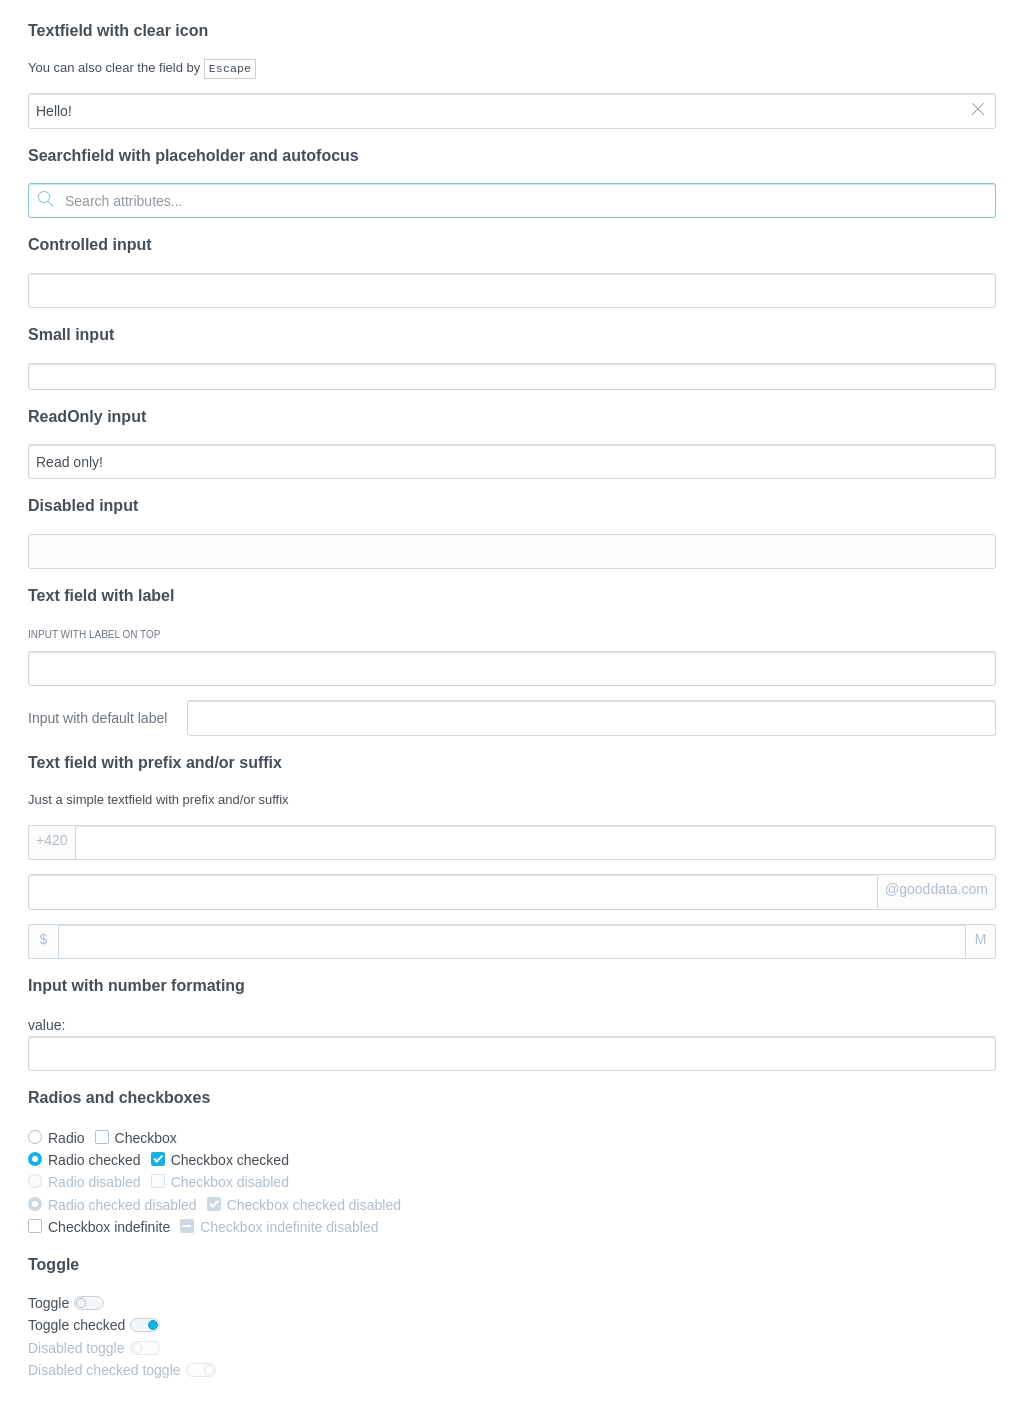 Textfield with clear icon
You can also clear the field by Escape
Hello!
Searchfield with placeholder and autofocus
Search attributes...
Controlled input
Small input
ReadOnly input
Read only!
Disabled input
Text field with label
INPUT WITH LABEL ON TOP
Input with default label
Text field with prefix and/or suffix
Just a simple textfield with prefix and/or suffix
+420
@gooddata.com
$ M
Input with number formating
value:
Radios and checkboxes
Radio Checkbox
Radio checked Checkbox checked
Radio disabled Checkbox disabled
Radio checked disabled Checkbox checked disabled
Checkbox indefinite Checkbox indefinite disabled
Toggle
Toggle
Toggle checked
Disabled toggle
Disabled checked toggle